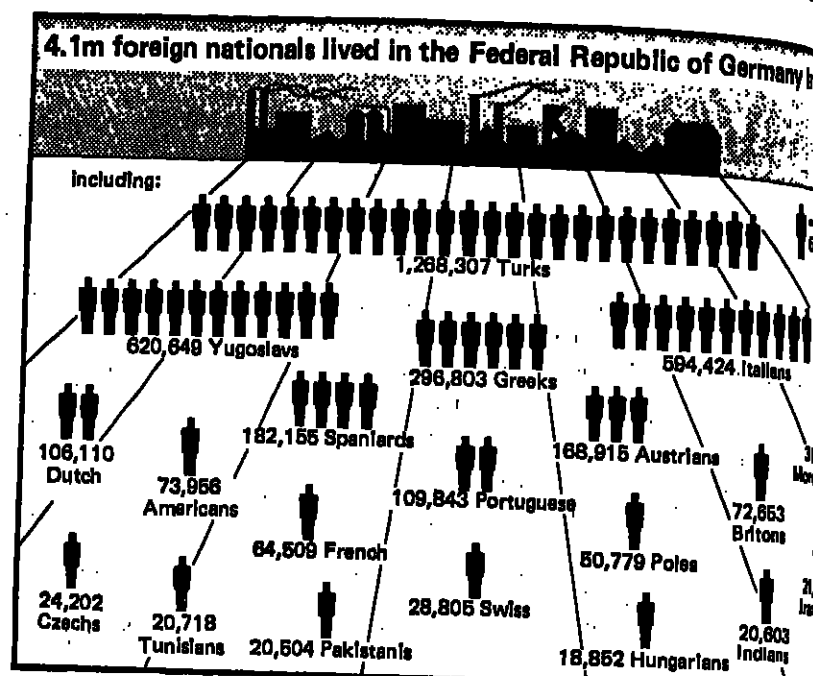 4.1m foreign nationals lived in the Federal Republic of Germany
including:
1,268,307 Turks
620,649 Yugoslavs
296,803 Greeks
594,424 Italians
106,110
Dutch
73,956
Americans
182,155 Spaniards
109,843 Portuguese
168,915 Austrians
72,653
Britons
64,509 French
50,779 Poles
24,202
Czechs
20,718
Tunisians
20,504 Pakistanis
28,805 Swiss
18,852 Hungarians
20,603
Indians